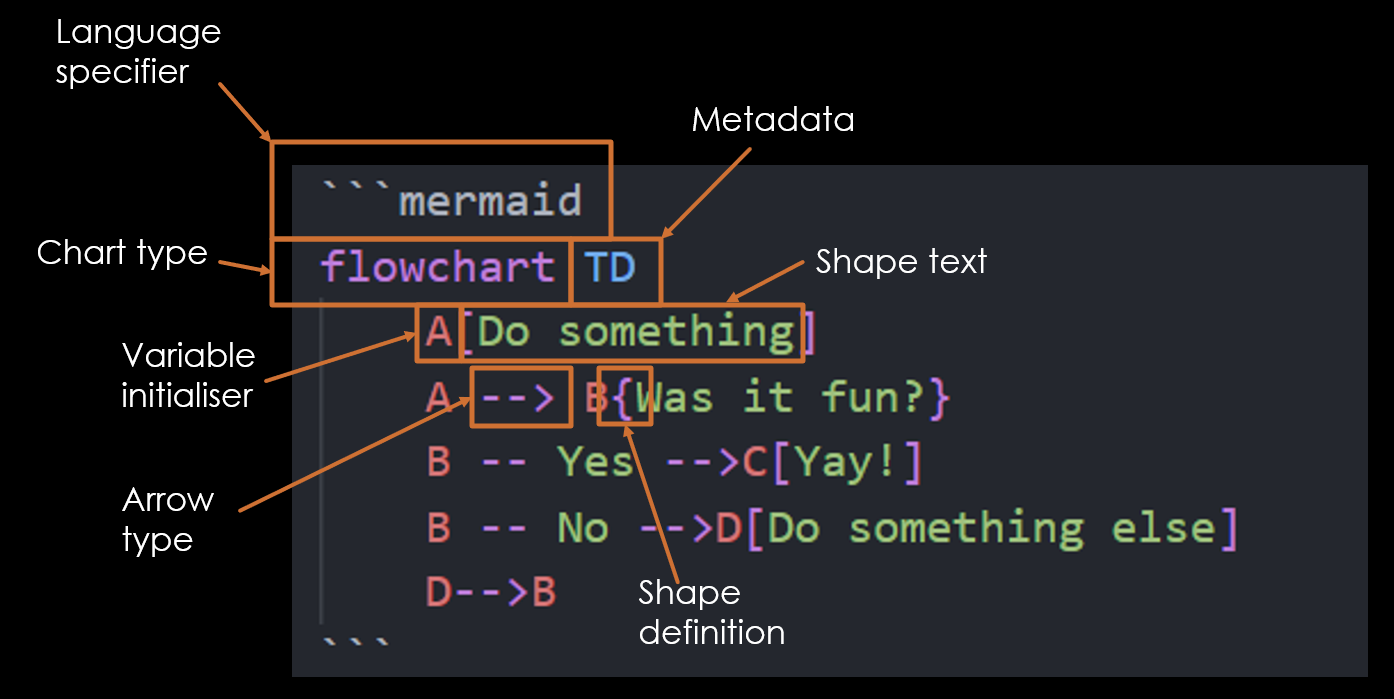 Language
specifier
Metadata
```mermaid
Chart type
flowchart TD
Shape text
A[Do something]
Variable
initialiser
A --> B{Was it fun?}
B -- Yes -->C[Yay!]
Arrow
type
B -- No -->D[Do something else]
D-->B
Shape
definition
```